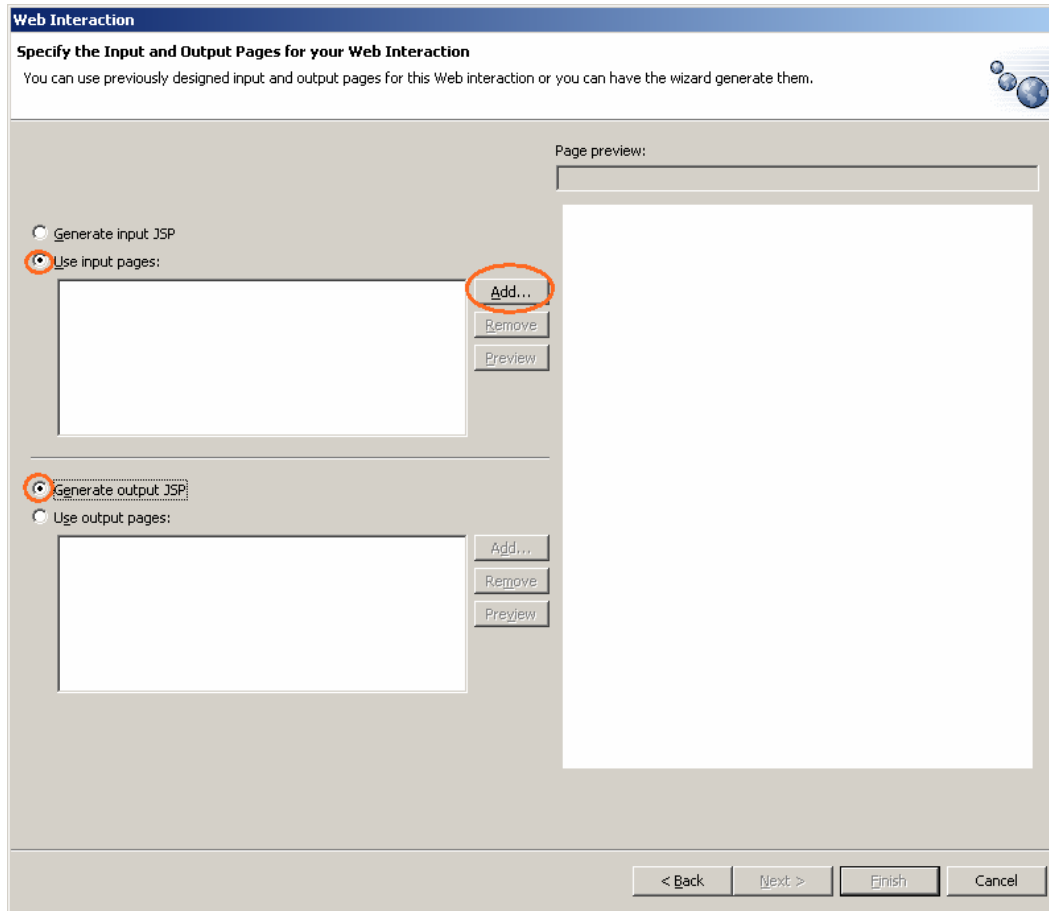 Web Interaction
Specify the Input and Output Pages for your Web Interaction
You can use previously designed input and output pages for this Web interaction or you can have the wizard generate them.
Page preview:
Generate input JSP
Use input pages:
Add...
Remove
Preview
Generate output JSP
Use output pages:
Add...
Remove
Preview
< Back
Next >
Finish
Cancel